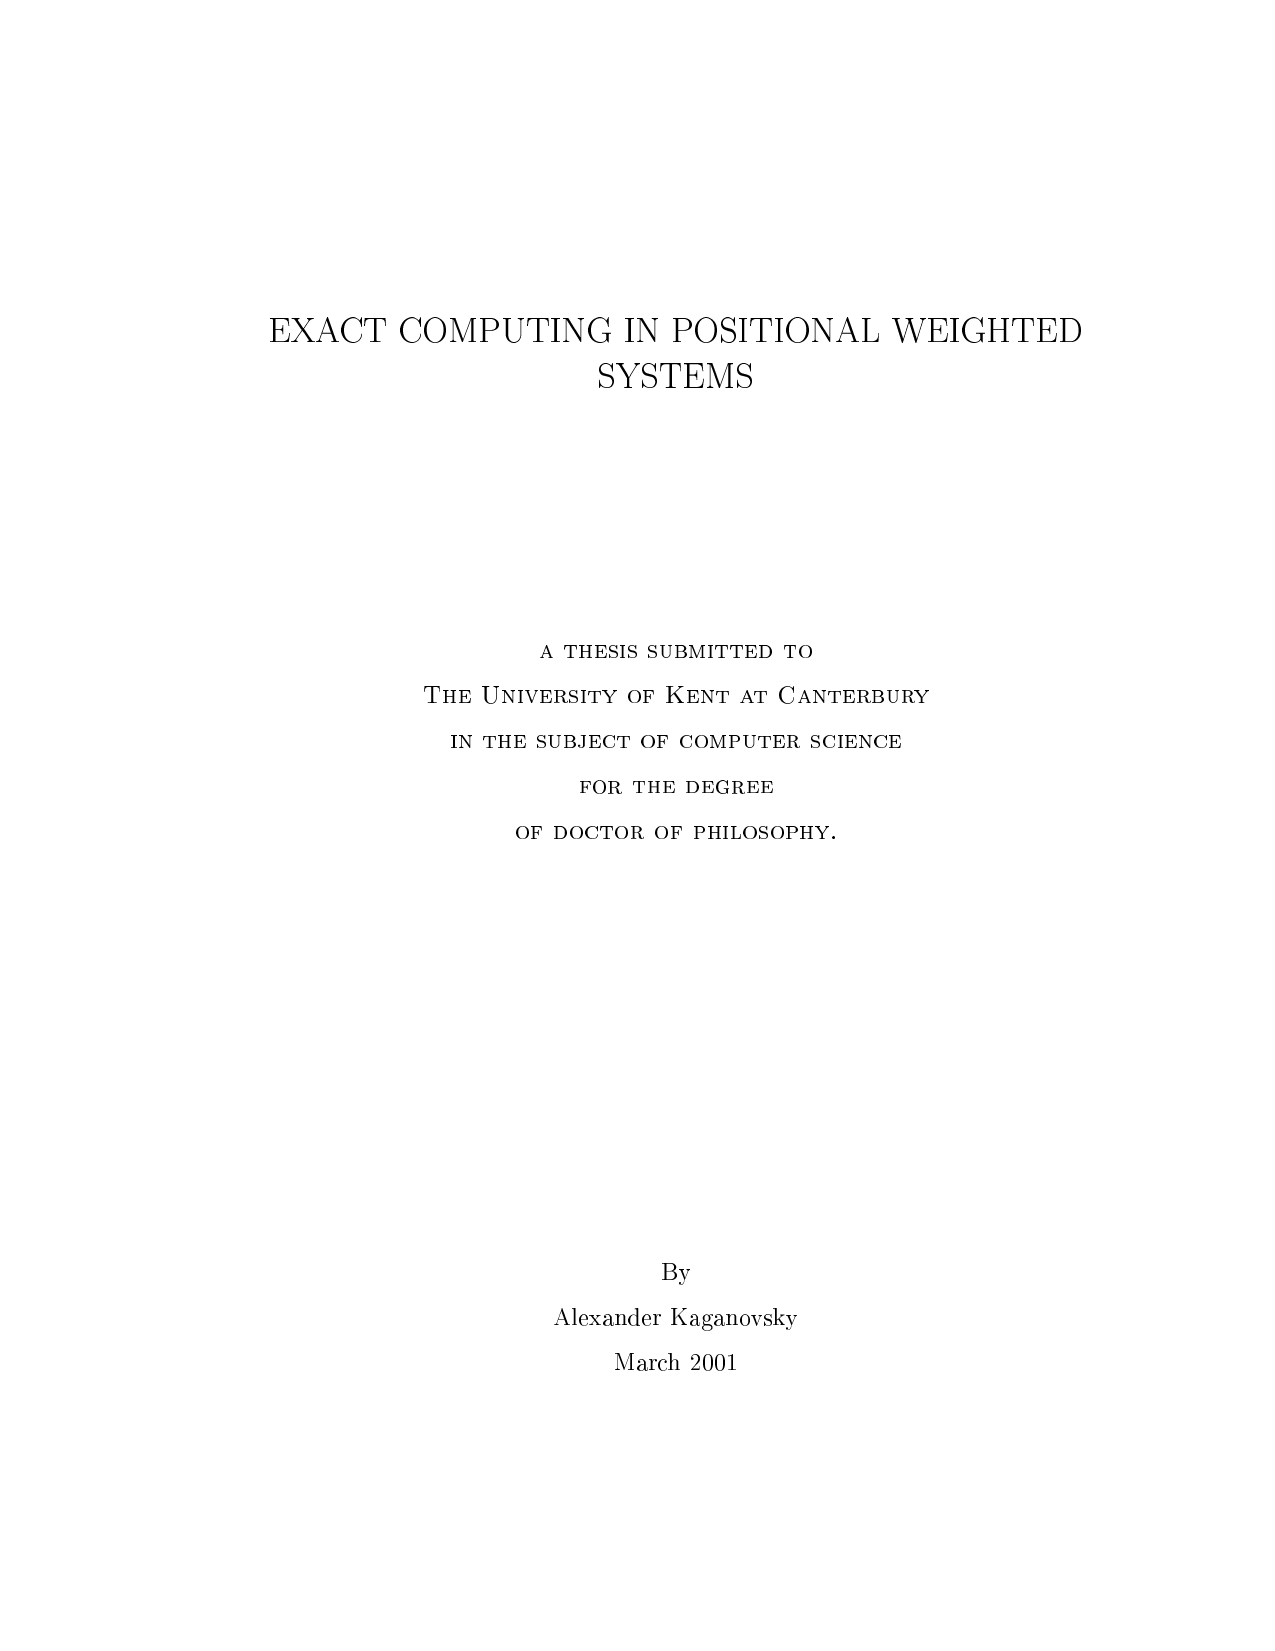 EXACT COMPUTING IN POSITIONAL WEIGHTED
SYSTEMS
A THESIS SUBMITTED TO
THE UNIVERSITY OF KENT AT CANTERBURY
IN THE SUBJECT OF COMPUTER SCIENCE
FOR THE DEGREE
OF DOCTOR OF PHILOSOPHY.
By
Alexander Kaganovsky
March 2001